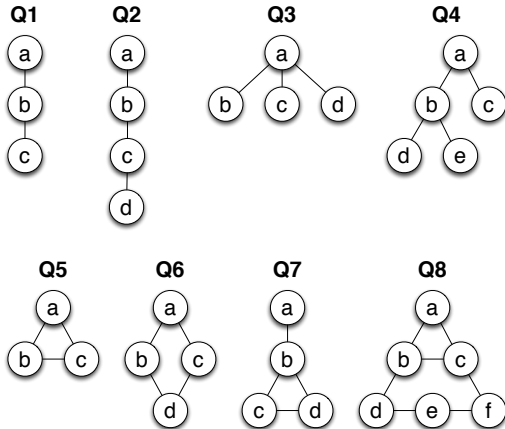 Q1 Q2 Q3 Q4
a a a a
b b b c d b c
c c d e
d
Q5 Q6 Q7 Q8
a a a a
b c b c b b c
d c d d e f